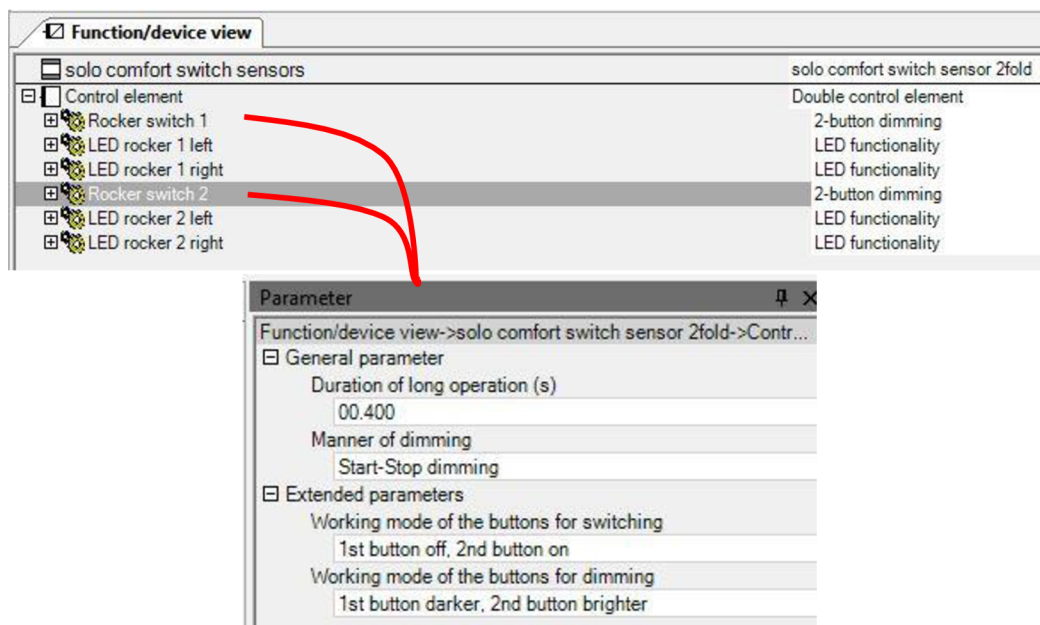 Function/device view
solo comfort switch sensors solo comfort switch sensor 2fold
Control element Double control element
Rocker switch 1 2-button dimming
LED rocker 1 left LED functionality
LED rocker 1 right LED functionality
Rocker switch 2 2-button dimming
LED rocker 2 left LED functionality
LED rocker 2 right LED functionality
Parameter
Function/device view->solo comfort switch sensor 2fold->Contr...
General parameter
Duration of long operation (s)
00.400
Manner of dimming
Start-Stop dimming
Extended parameters
Working mode of the buttons for switching
1st button off, 2nd button on
Working mode of the buttons for dimming
1st button darker, 2nd button brighter